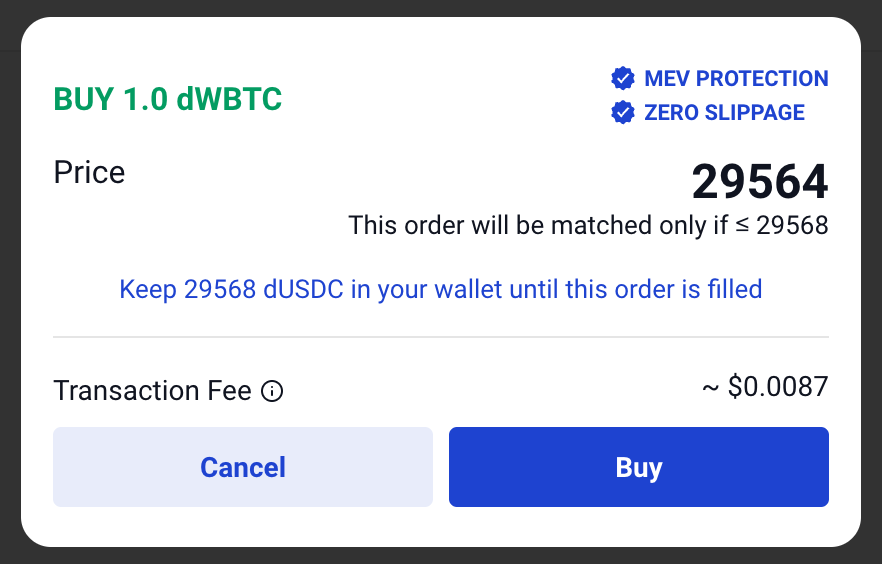 BUY 1.0 dWBTC
MEV PROTECTION
ZERO SLIPPAGE
Price
29564
This order will be matched only if ≤ 29568
Keep 29568 dUSDC in your wallet until this order is filled
Transaction Fee
~ $0.0087
Cancel
Buy